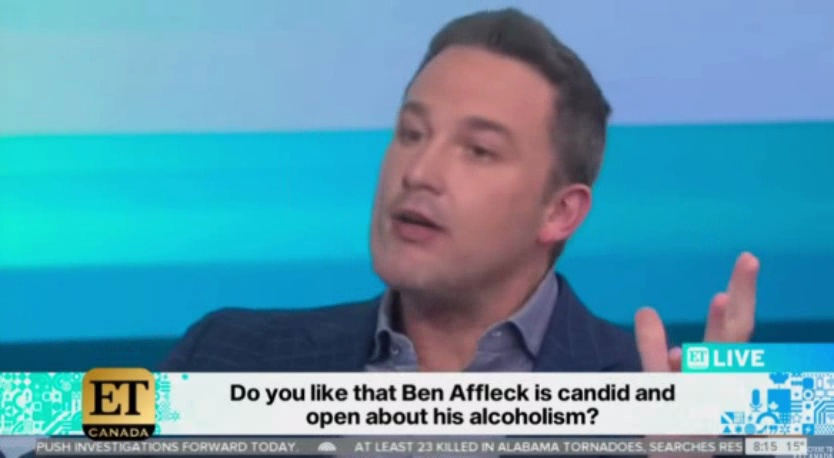 ET LIVE
ET
CANADA
Do you like that Ben Affleck is candid and
open about his alcoholism?
PUSH INVESTIGATIONS FORWARD TODAY. AT LEAST 23 KILLED IN ALABAMA TORNADOES, SEARCHES RES 8:15 15°